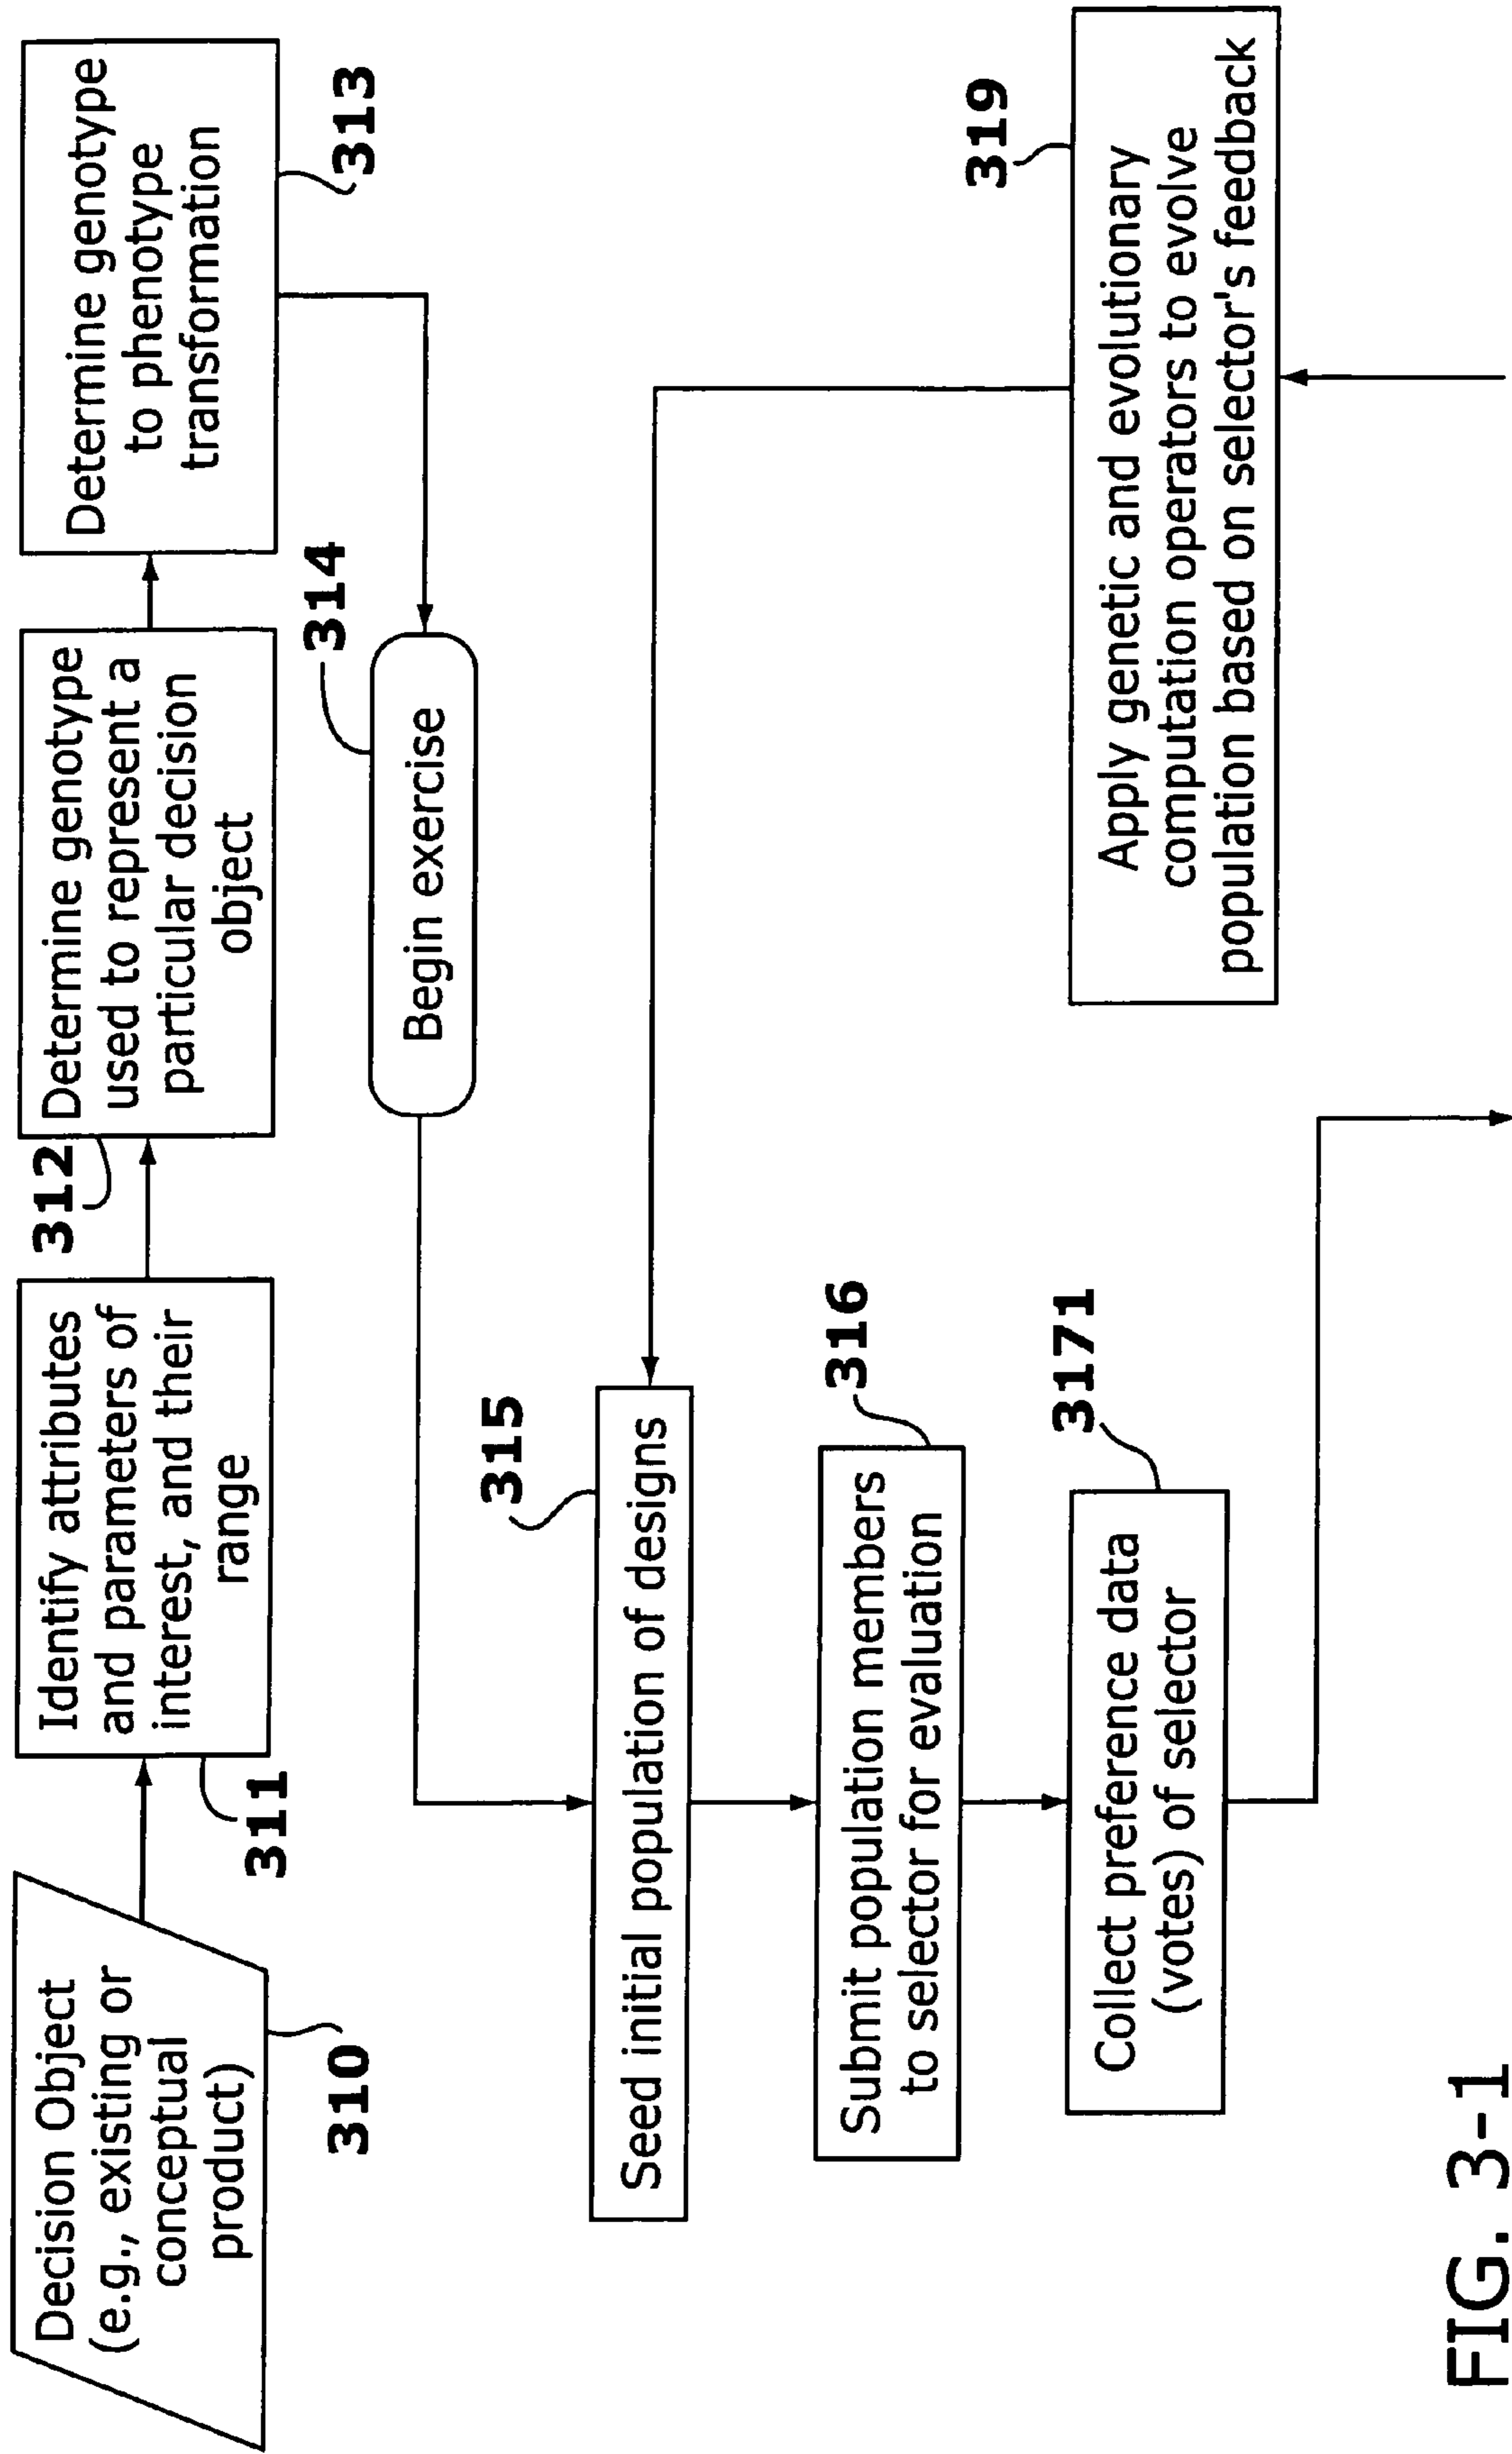 Decision Object
(e.g., existing or
conceptual
product)
310
Identify attributes
and parameters of
interest, and their
range
311
312
Determine genotype
used to represent a
particular decision
object
Determine genotype
to phenotype
transformation
313
314
Begin exercise
315
Seed initial population of designs
316
Submit population members
to selector for evaluation
3171
Collect preference data
(votes) of selector
319
Apply genetic and evolutionary
computation operators to evolve
population based on selector's feedback
FIG. 3-1